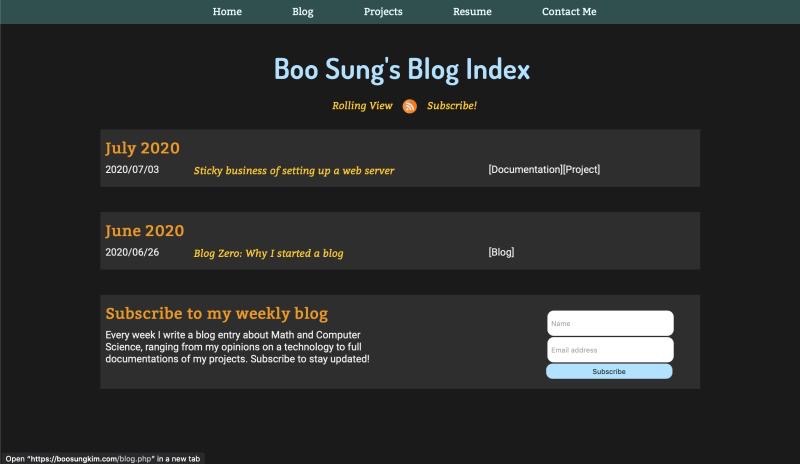 Home Blog Projects Resume Contact Me
Boo Sung's Blog Index
Rolling View Subscribe!
July 2020
2020/07/03 Sticky business of setting up a web server [Documentation][Project]
June 2020
2020/06/26 Blog Zero: Why I started a blog [Blog]
Subscribe to my weekly blog
Every week I write a blog entry about Math and Computer
Science, ranging from my opinions on a technology to full
documentations of my projects. Subscribe to stay updated!
Name
Email address
Subscribe
Open "https://boosungkim.com/blog.php" in a new tab